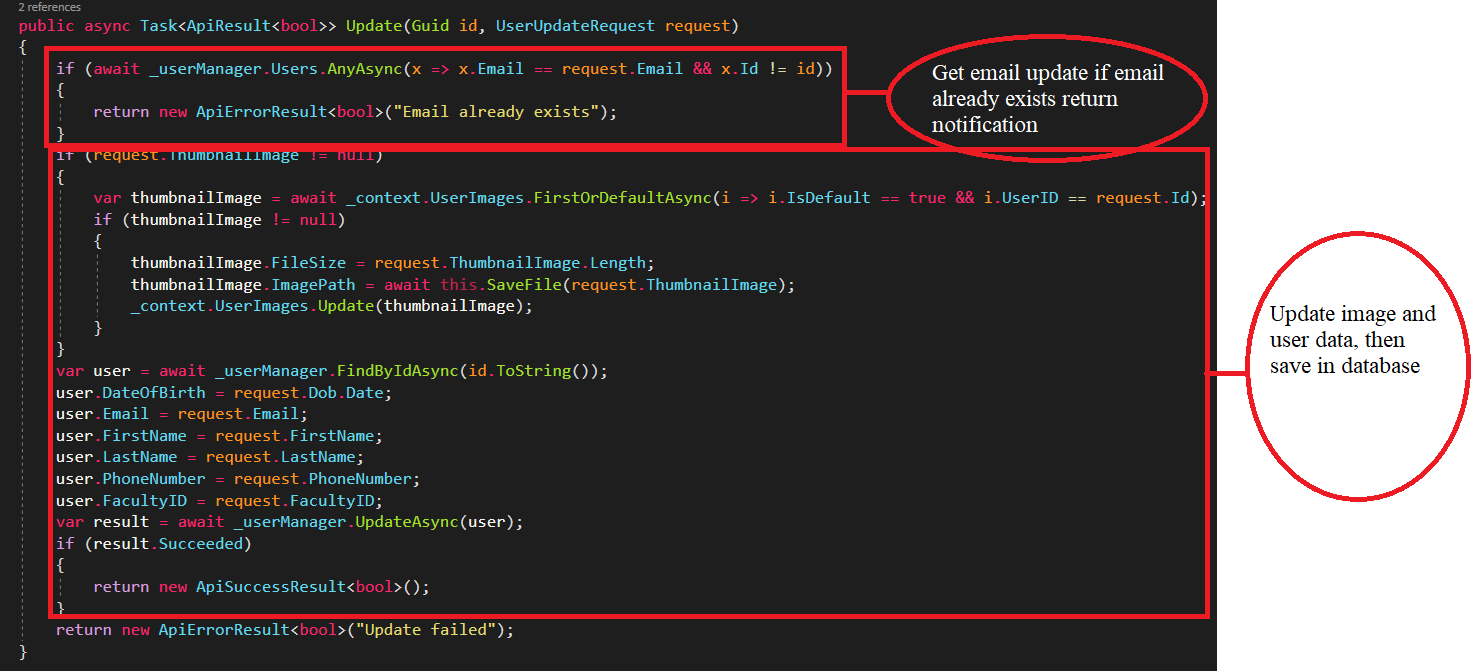 2 references
public async Task<ApiResult<bool>> Update(Guid id, UserUpdateRequest request)
{
if (await _userManager.Users.AnyAsync(x => x.Email == request.Email && x.Id != id))
{
return new ApiErrorResult<bool>("Email already exists");
}
if (request.ThumbnailImage != null)
{
var thumbnailImage = await _context.UserImages.FirstOrDefaultAsync(i => i.IsDefault == true && i.UserID == request.Id);
if (thumbnailImage != null)
{
thumbnailImage.FileSize = request.ThumbnailImage.Length;
thumbnailImage.ImagePath = await this.SaveFile(request.ThumbnailImage);
_context.UserImages.Update(thumbnailImage);
}
}
var user = await _userManager.FindByIdAsync(id.ToString());
user.DateOfBirth = request.Dob.Date;
user.Email = request.Email;
user.FirstName = request.FirstName;
user.LastName = request.LastName;
user.PhoneNumber = request.PhoneNumber;
user.FacultyID = request.FacultyID;
var result = await _userManager.UpdateAsync(user);
if (result.Succeeded)
{
return new ApiSuccessResult<bool>();
}
return new ApiErrorResult<bool>("Update failed");
}
Get email update if email
already exists return
notification
Update image and
user data, then
save in database